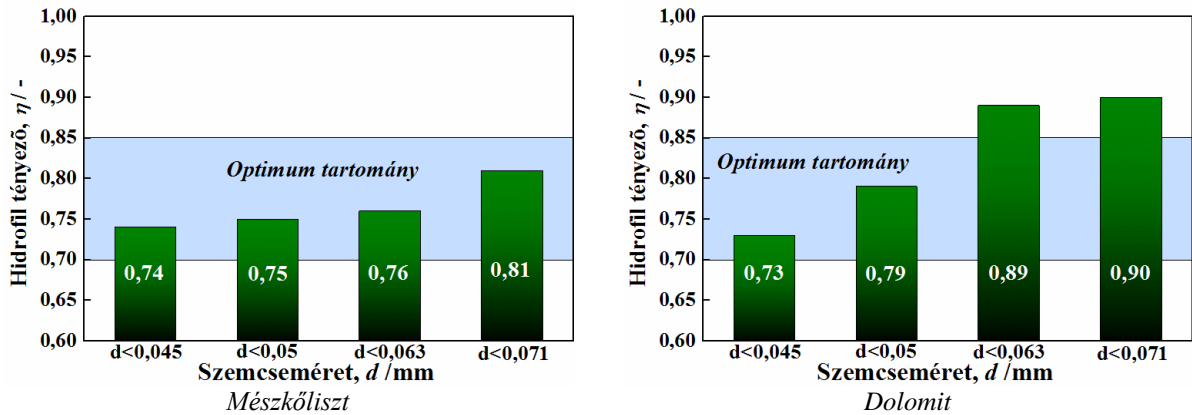 1,00
0,95
0,90
0,85
0,80
0,75
0,70
0,65
0,60
Hidrofil tényezõ, η/ -
Optimum tartomány
0,74
0,75
0,76
0,81
d<0,045
d<0,05
d<0,063
d<0,071
Szemcseméret, d /mm
Mészkőliszt
1,00
0,95
0,90
0,85
0,80
0,75
0,70
0,65
0,60
Hidrofil tényezõ, η/ -
Optimum tartomány
0,73
0,79
0,89
0,90
d<0,045
d<0,05
d<0,063
d<0,071
Szemcseméret, d /mm
Dolomit